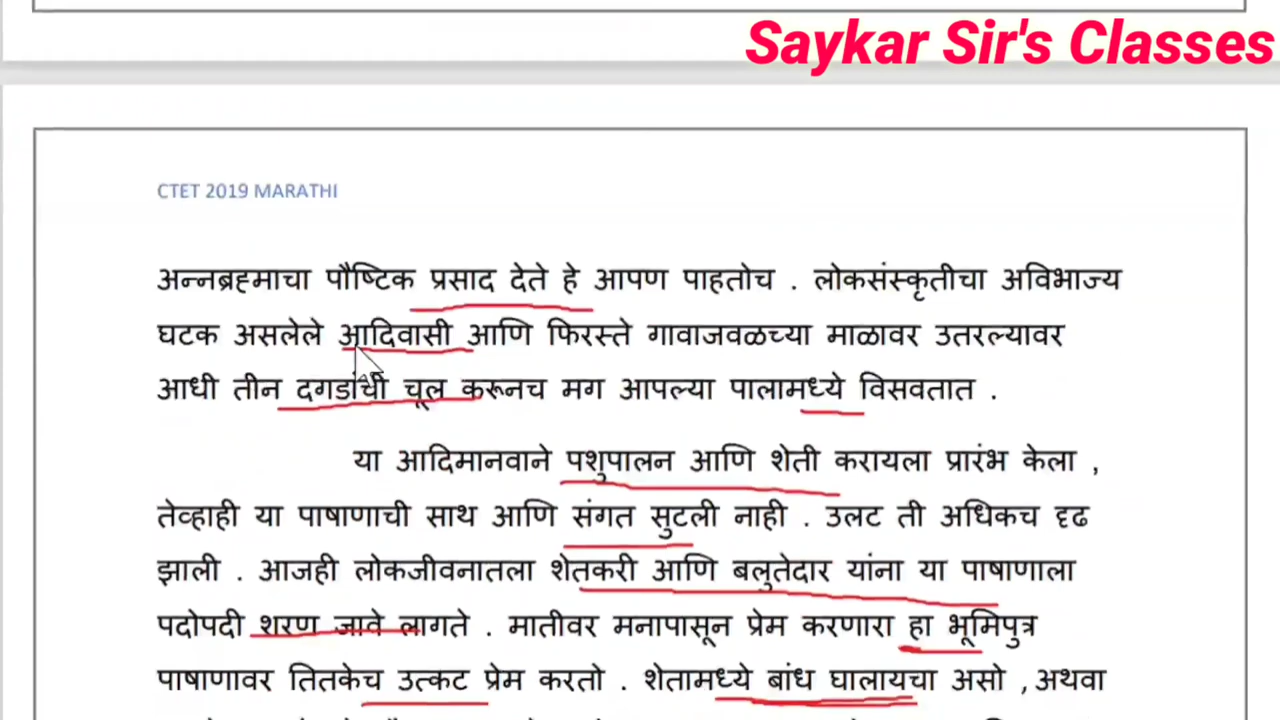 Saykar Sir's Classes
CTET 2019 MARATHI
अन्नब्रह्माचा पौष्टिक प्रसाद देते हे आपण पाहतोच . लोकसंस्कृतीचा अविभाज्य
घटक असलेले आदिवासी आणि फिरस्ते गावाजवळच्या माळावर उतरल्यावर
आधी तीन दगडांची चूल करूनच मग आपल्या पालामध्ये विसवतात .
या आदिमानवाने पशुपालन आणि शेती करायला प्रारंभ केला ,
तेव्हाही या पाषाणाची साथ आणि संगत सुटली नाही . उलट ती अधिकच दृढ
झाली . आजही लोकजीवनातला शेतकरी आणि बलुतेदार यांना या पाषाणाला
पदोपदी शरण जावे लागते . मातीवर मनापासून प्रेम करणारा हा भूमिपुत्र
पाषाणावर तितकेच उत्कट प्रेम करतो . शेतामध्ये बांध घालायचा असो , अथवा